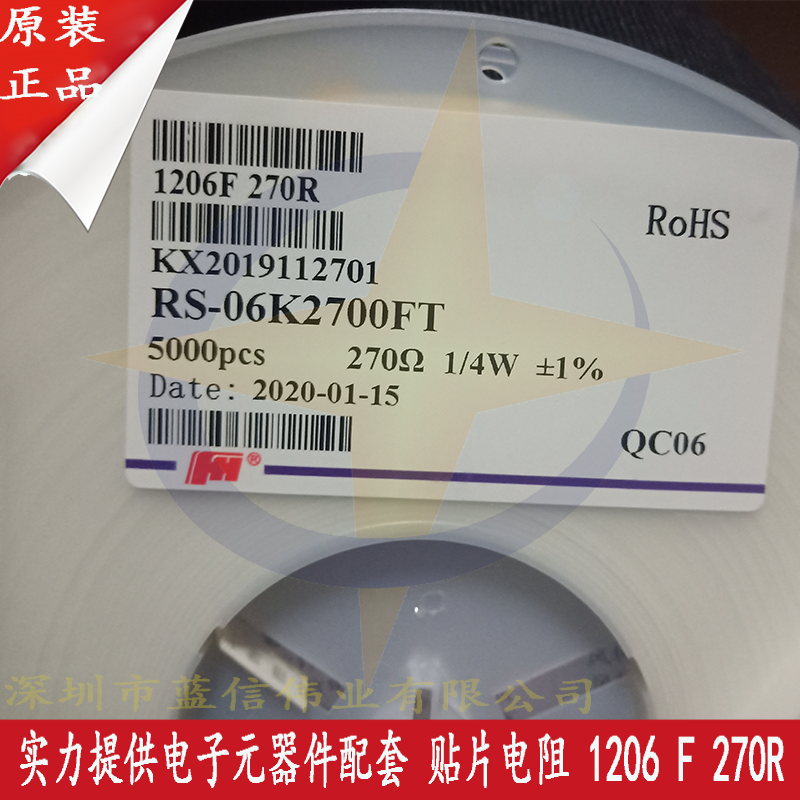 原装
正品
1206F 270R
RoHS
KX2019112701
RS-06K2700FT
5000pcs 270Ω 1/4W ±1%
Date: 2020-01-15
QC06
FH®
深圳市蓝信伟业有限公司
实力提供电子元器件配套 贴片电阻 1206 F 270R